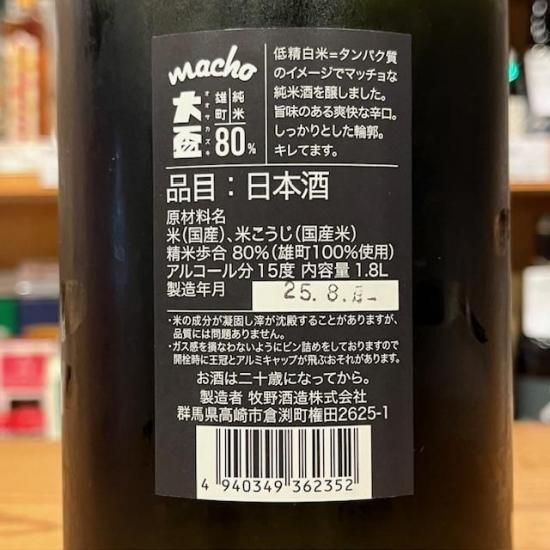 macho
大盃
オオサカズキ
純米
雄町
80%
低精白米=タンパク質
のイメージでマッチョな
純米酒を醸しました。
旨味のある爽快な辛口。
しっかりとした輪郭。
キレてます。
品目：日本酒
原材料名
米（国産）、米こうじ（国産米）
精米歩合 80%（雄町100%使用）
アルコール分 15度 内容量 1.8L
製造年月 25.8.
・米の成分が凝固し滓が沈殿することがありますが、
品質には問題ありません。
・ガス感を損なわないようにビン詰めをしておりますので
開栓時に王冠とアルミキャップが飛ぶおそれがあります。
お酒は二十歳になってから。
製造者 牧野酒造株式会社
群馬県高崎市倉渕町権田2625-1
4 940349 362352